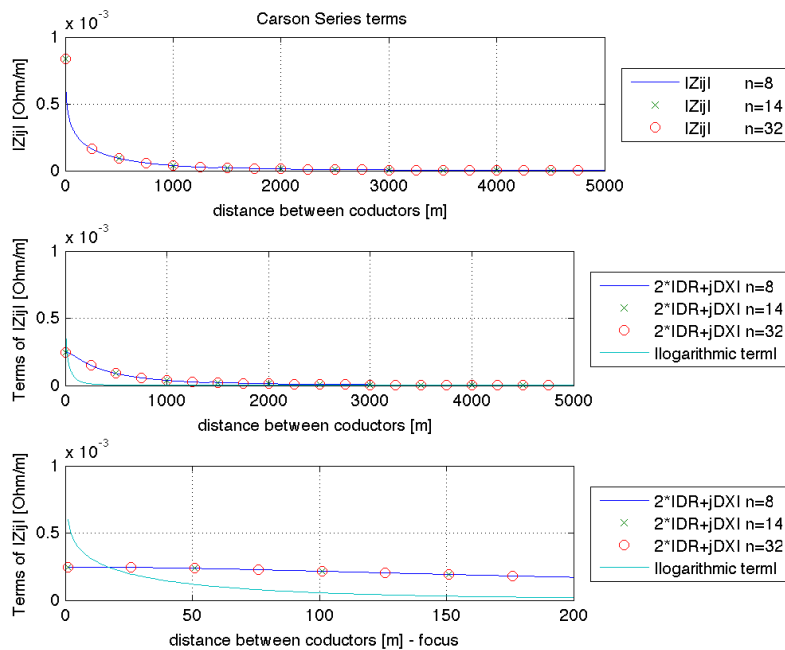 Carson Series terms
x 10^-3
1
0.5
0
|Zij| [Ohm/m]
0 1000 2000 3000 4000 5000
distance between coductors [m]
|Zij| n=8
|Zij| n=14
|Zij| n=32
x 10^-3
1
0.5
0
Terms of |Zij| [Ohm/m]
0 1000 2000 3000 4000 5000
distance between coductors [m]
2*|DR+jDX| n=8
2*|DR+jDX| n=14
2*|DR+jDX| n=32
|logarithmic term|
x 10^-3
1
0.5
0
Terms of |Zij| [Ohm/m]
0 50 100 150 200
distance between coductors [m] - focus
2*|DR+jDX| n=8
2*|DR+jDX| n=14
2*|DR+jDX| n=32
|logarithmic term|